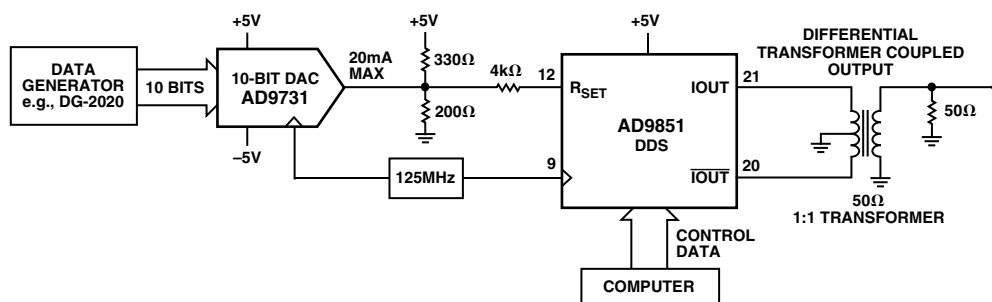 DATA
GENERATOR
e.g., DG-2020
10 BITS
+5V
10-BIT DAC
AD9731
–5V
20mA
MAX
+5V
330Ω
200Ω
4kΩ
125MHz
+5V
12
RSET
9
AD9851
DDS
IOUT
21
IOUT
20
CONTROL
DATA
COMPUTER
DIFFERENTIAL
TRANSFORMER COUPLED
OUTPUT
50Ω
50Ω
1:1 TRANSFORMER